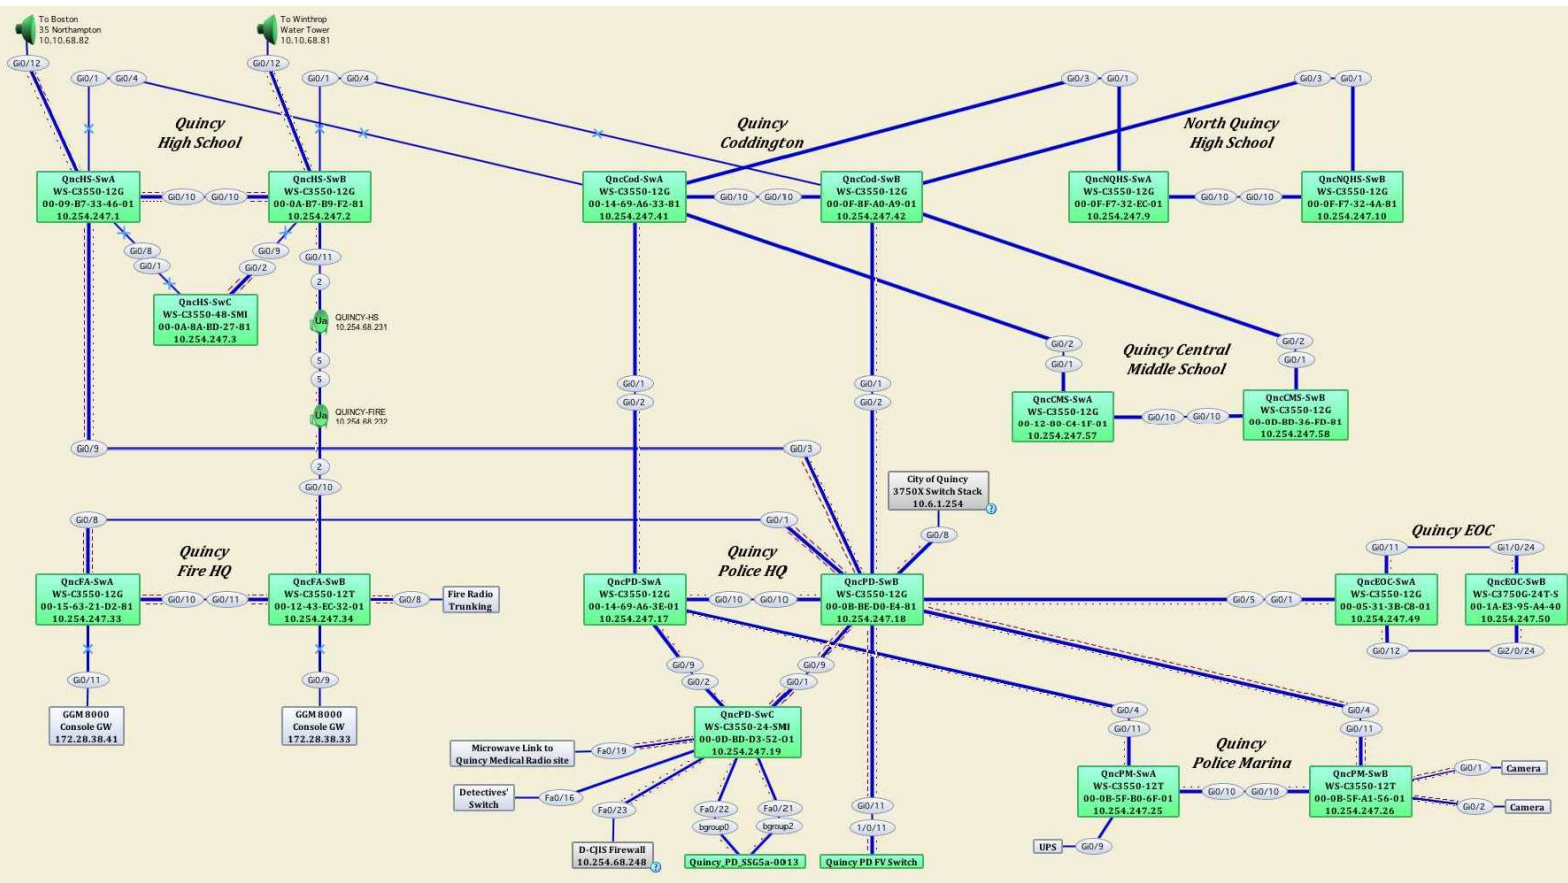 To Boston
35 Northampton
10.10.68.82
To Winthrop
Water Tower
10.10.68.81
Gi0/12
Gi0/1
Gi0/4
Gi0/12
Gi0/1
Gi0/4
Gi0/3
Gi0/1
Gi0/3
Gi0/1
Quincy
High School
Quincy
Coddington
North Quincy
High School
QncHS-SwA
WS-C3550-12G
00-09-B7-33-46-01
10.254.247.1
Gi0/10
Gi0/10
QncHS-SwB
WS-C3550-12G
00-0A-B7-B9-F2-81
10.254.247.2
QncCod-SwA
WS-C3550-12G
00-14-69-A6-33-81
10.254.247.41
Gi0/10
Gi0/10
QncCod-SwB
WS-C3550-12G
00-0F-8F-A0-A9-01
10.254.247.42
QncNQHS-SwA
WS-C3550-12G
00-0F-F7-32-EC-01
10.254.247.9
Gi0/10
Gi0/10
QncNQHS-SwB
WS-C3550-12G
00-0F-F7-32-4A-81
10.254.247.10
Gi0/8
Gi0/1
Gi0/9
Gi0/2
Gi0/11
2
QncHS-SwC
WS-C3550-48-SMI
00-0A-8A-BD-27-81
10.254.247.3
Ua
QUINCY-HS
10.254.68.231
5
5
Ua
QUINCY-FIRE
10.254.68.232
2
Gi0/10
Gi0/1
Gi0/2
Gi0/1
Gi0/2
Gi0/2
Gi0/1
Quincy Central
Middle School
Gi0/2
Gi0/1
QncCMS-SwA
WS-C3550-12G
00-12-00-C4-1F-01
10.254.247.57
Gi0/10
Gi0/10
QncCMS-SwB
WS-C3550-12G
00-0D-BD-36-FD-81
10.254.247.58
Gi0/9
Gi0/3
City of Quincy
3750X Switch Stack
10.6.1.254
?
Gi0/8
Gi0/8
Gi0/1
Quincy
Fire HQ
Quincy
Police HQ
Quincy EOC
Gi0/11
Gi1/0/24
QncFA-SwA
WS-C3550-12G
00-15-63-21-D2-81
10.254.247.33
Gi0/10
Gi0/11
QncFA-SwB
WS-C3550-12T
00-12-43-EC-32-01
10.254.247.34
Gi0/8
Fire Radio
Trunking
QncPD-SwA
WS-C3550-12G
00-14-69-A6-3E-01
10.254.247.17
Gi0/10
Gi0/10
QncPD-SwB
WS-C3550-12G
00-0B-BE-D0-E4-81
10.254.247.18
Gi0/5
Gi0/1
QncEOC-SwA
WS-C3550-12G
00-05-31-3B-C8-01
10.254.247.49
QncEOC-SwB
WS-C3750G-24T-S
00-1A-E3-95-A4-40
10.254.247.50
Gi0/12
Gi2/0/24
Gi0/11
GGM 8000
Console GW
172.28.38.41
Gi0/9
GGM 8000
Console GW
172.28.38.33
Gi0/9
Gi0/2
Gi0/9
Gi0/1
QncPD-SwC
WS-C3550-24-SMI
00-0D-BD-D3-52-01
10.254.247.19
Microwave Link to
Quincy Medical Radio site
Fa0/19
Detectives'
Switch
Fa0/16
Fa0/23
D-CJIS Firewall
10.254.68.248
?
Fa0/22
bgroup0
Fa0/21
bgroup2
Quincy_PD_SSG5a-0013
Gi0/11
1/0/11
Quincy PD FV Switch
Gi0/4
Gi0/11
Gi0/4
Gi0/11
Quincy
Police Marina
QncPM-SwA
WS-C3550-12T
00-0B-5F-B0-6F-01
10.254.247.25
Gi0/10
Gi0/10
QncPM-SwB
WS-C3550-12T
00-0B-5F-A1-56-01
10.254.247.26
Gi0/1
Camera
Gi0/2
Camera
UPS
Gi0/9